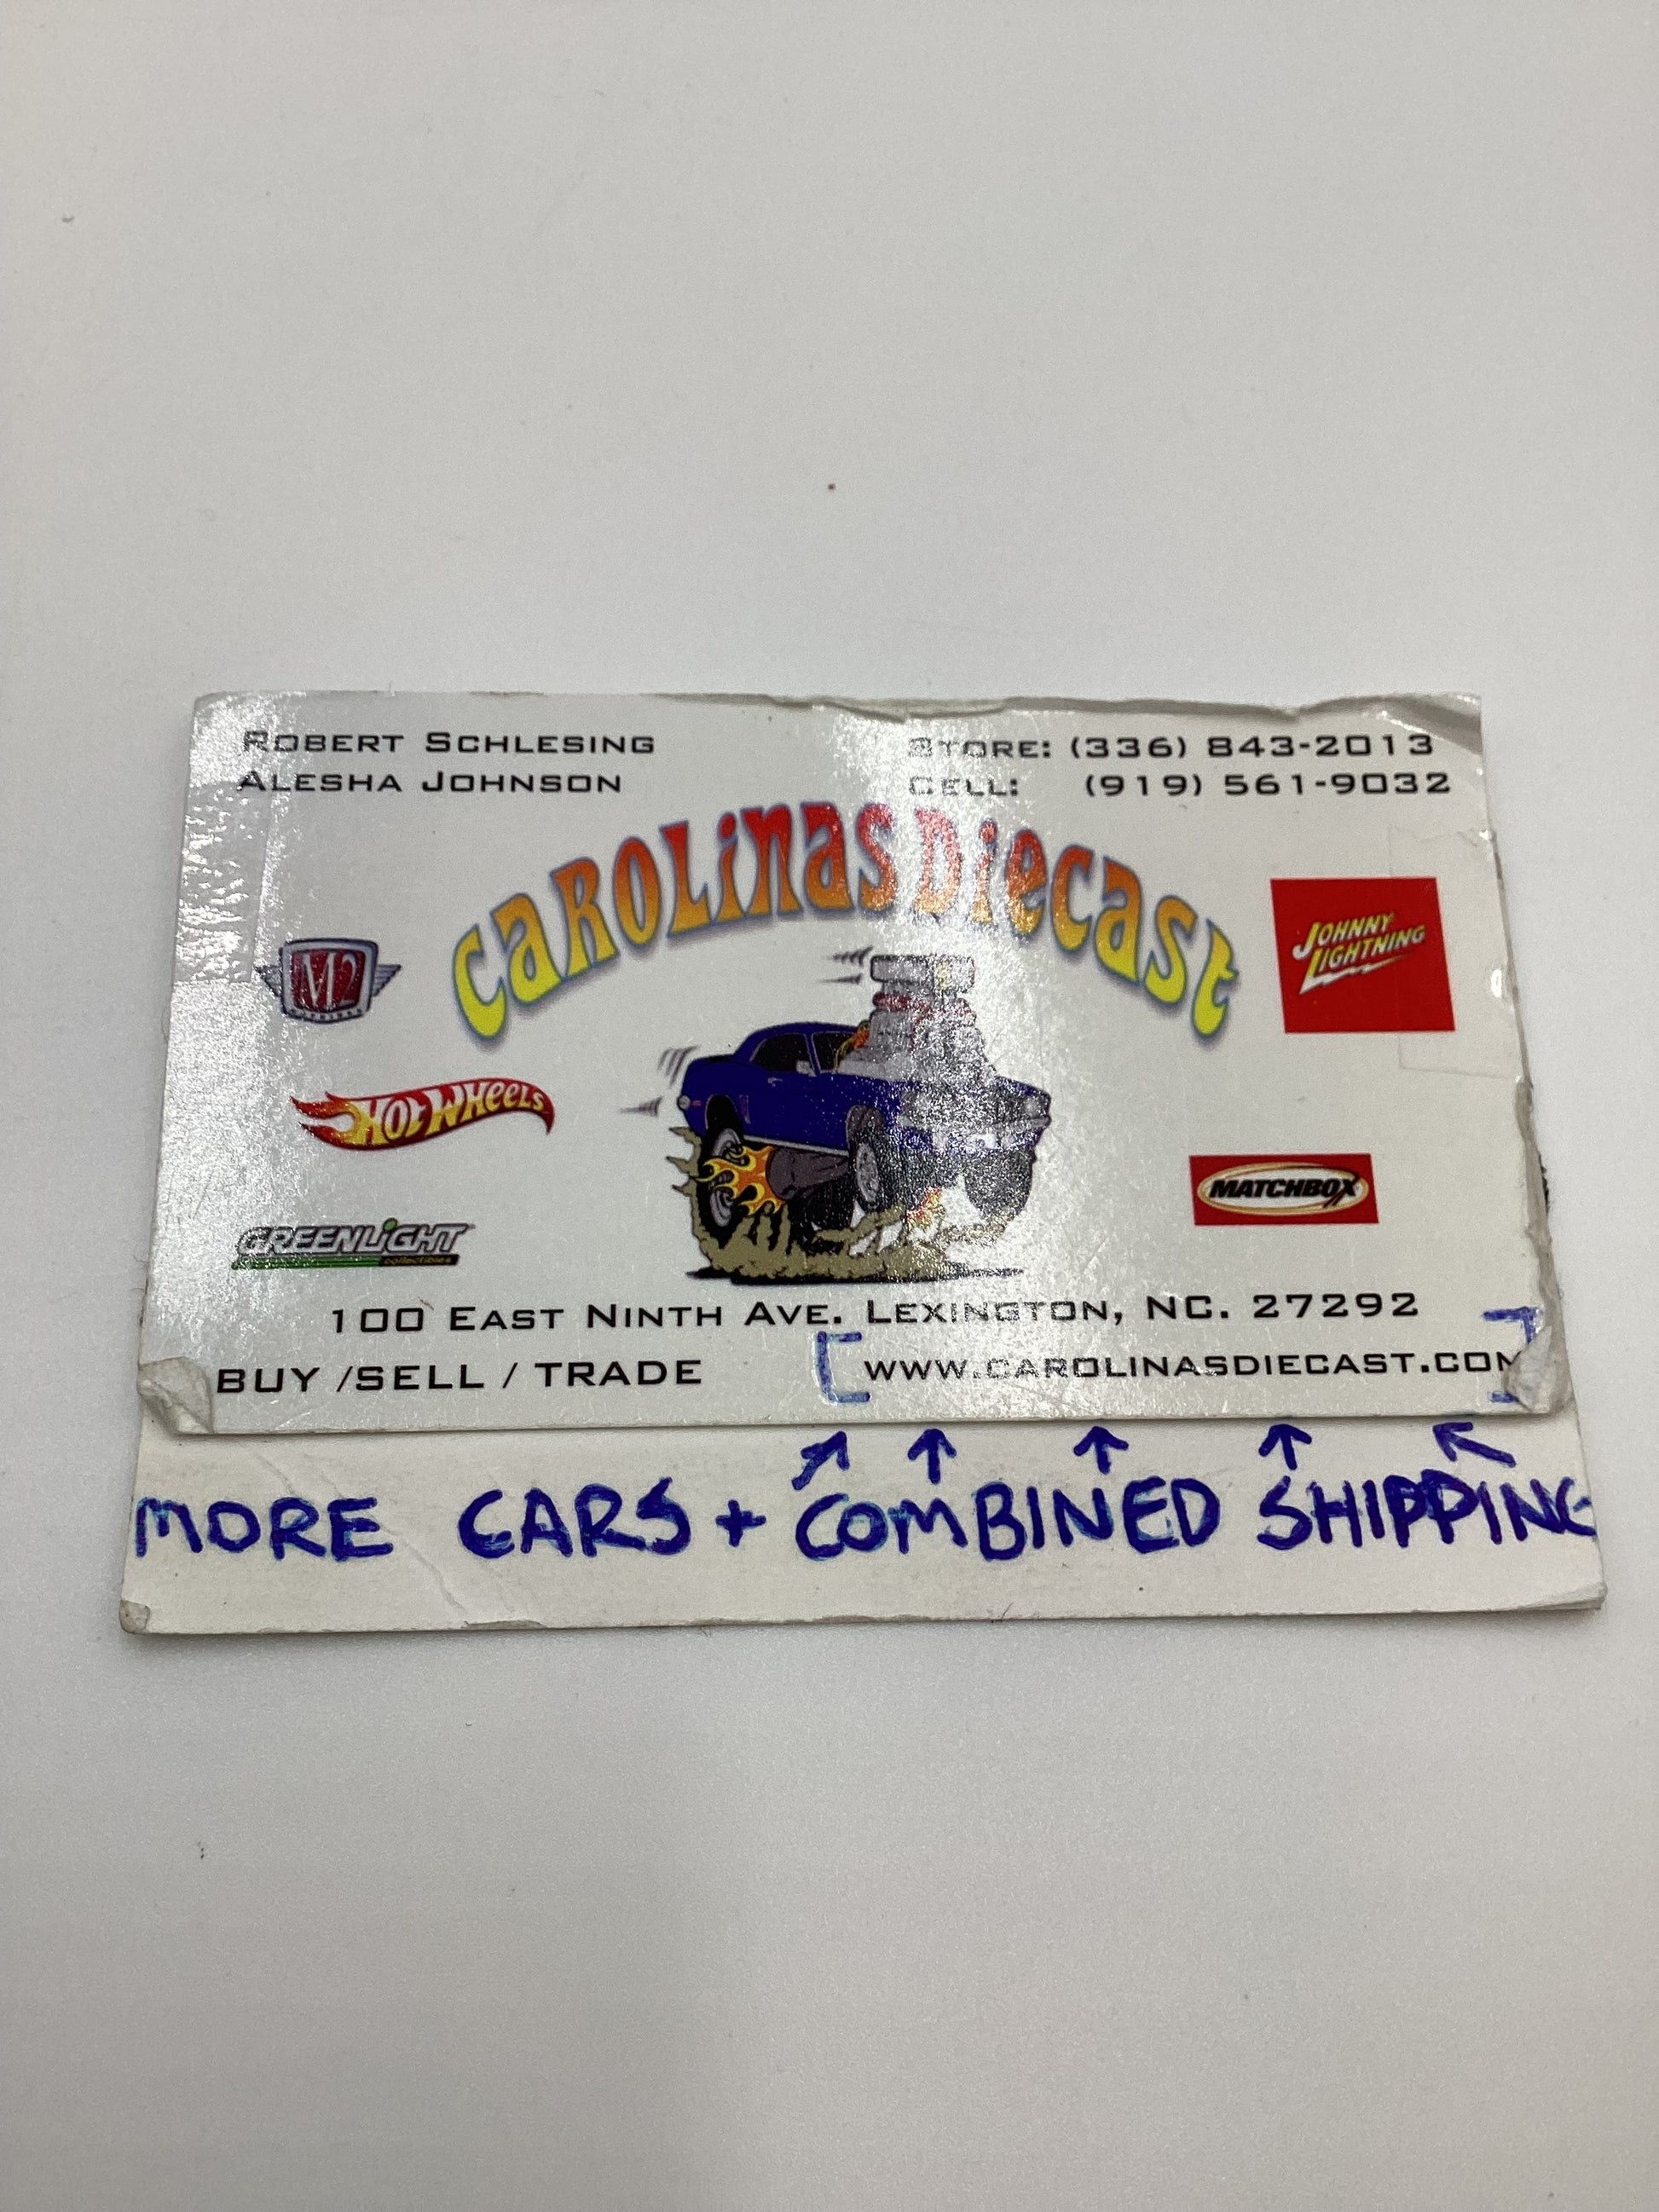 ROBERT SCHLESING
ALESHA JOHNSON
STORE: (336) 843-2013
CELL: (919) 561-9032
CAROLINAS DIECAST
M2
JOHNNY
LIGHTNING
HOT WHEELS
MATCHBOX
GREENLIGHT
collectibles
100 EAST NINTH AVE. LEXINGTON, NC. 27292
BUY /SELL / TRADE
[WWW.CAROLINASDIECAST.COM]
MORE CARS + COMBINED SHIPPING